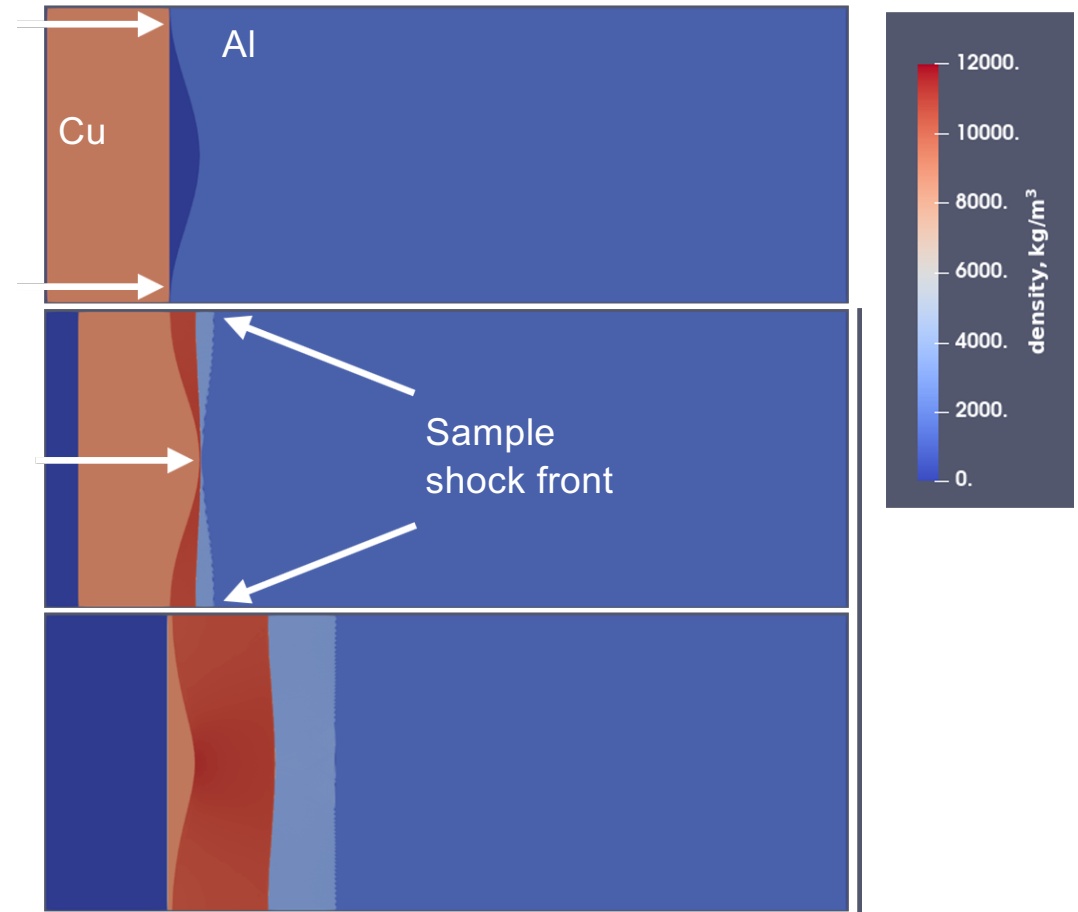 Al
Cu
Sample
shock front
12000.
10000.
8000.
6000.
4000.
2000.
0.
density, kg/m³